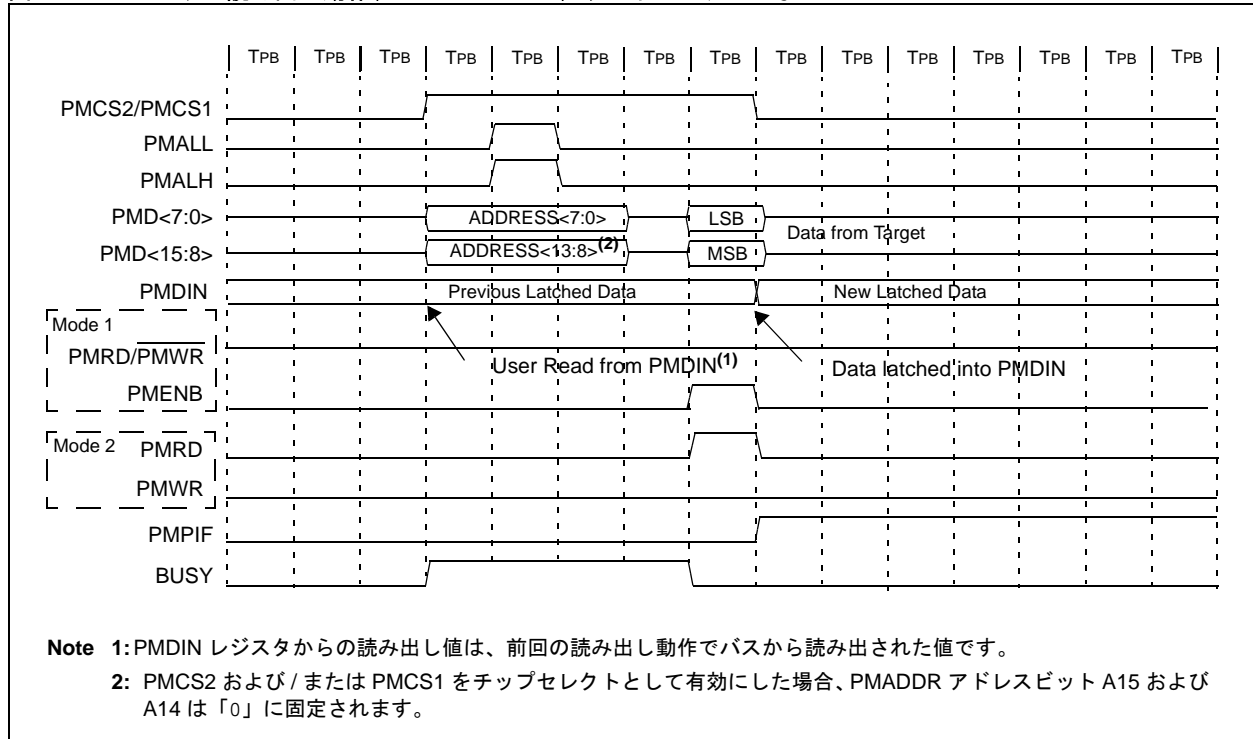 TPB TPB TPB TPB TPB TPB TPB TPB TPB TPB TPB TPB TPB TPB TPB
PMCS2/PMCS1
PMALL
PMALH
PMD<7:0> ADDRESS<7:0> LSB
Data from Target
PMD<15:8> ADDRESS<13:8>(2) MSB
PMDIN Previous Latched Data New Latched Data
Mode 1
PMRD/PMWR
User Read from PMDIN(1) Data latched into PMDIN
PMENB
Mode 2 PMRD
PMWR
PMPIF
BUSY
Note 1: PMDIN レジスタからの読み出し値は、前回の読み出し動作でバスから読み出された値です。
2: PMCS2 および / または PMCS1 をチップセレクトとして有効にした場合、PMADDR アドレスビット A15 および
A14 は「0」に固定されます。